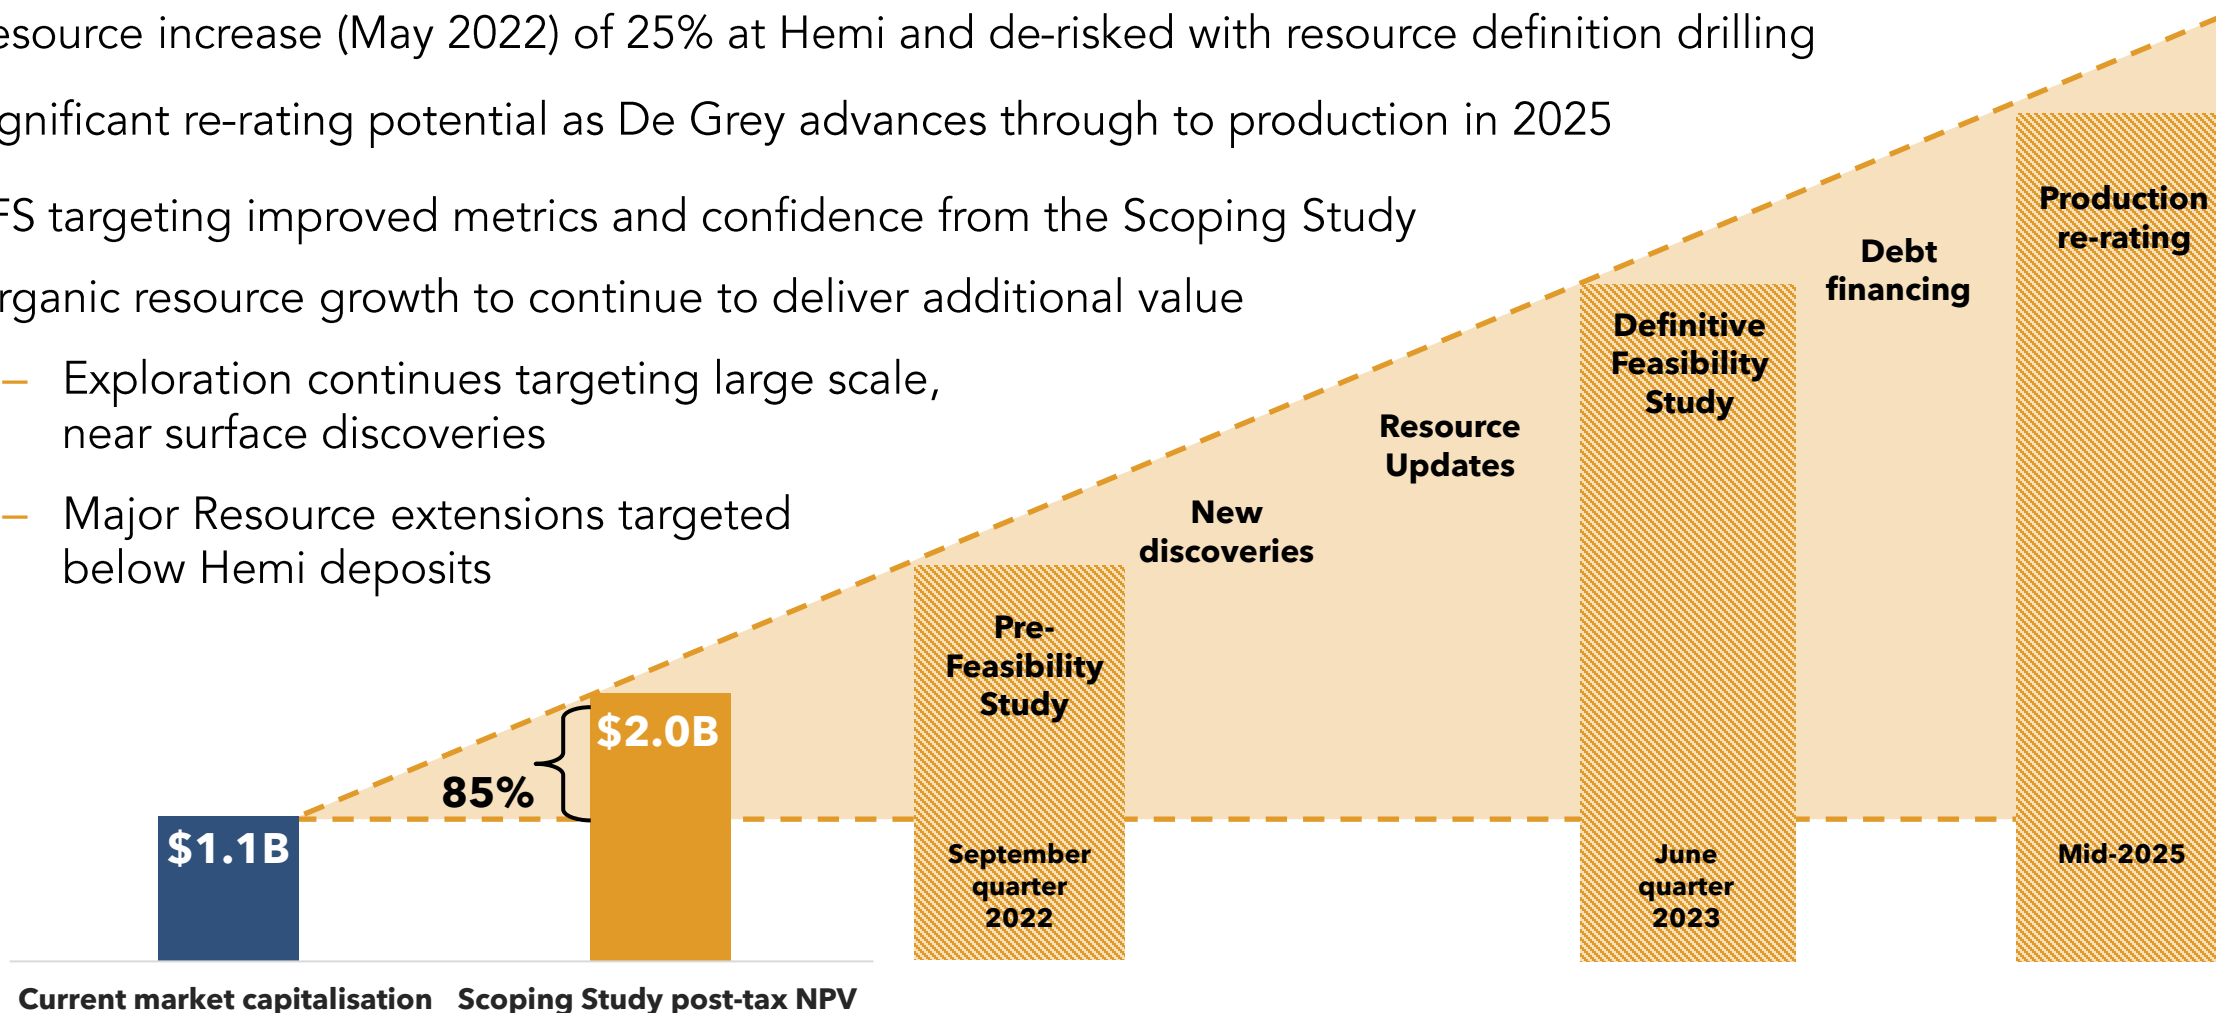 esource increase (May 2022) of 25% at Hemi and de-risked with resource definition drilling
gnificant re-rating potential as De Grey advances through to production in 2025
FS targeting improved metrics and confidence from the Scoping Study
rganic resource growth to continue to deliver additional value
– Exploration continues targeting large scale,
near surface discoveries
– Major Resource extensions targeted
below Hemi deposits
$1.1B
85%
$2.0B
Pre-
Feasibility
Study
September
quarter
2022
New
discoveries
Resource
Updates
Definitive
Feasibility
Study
June
quarter
2023
Debt
financing
Production
re-rating
Mid-2025
Current market capitalisation
Scoping Study post-tax NPV